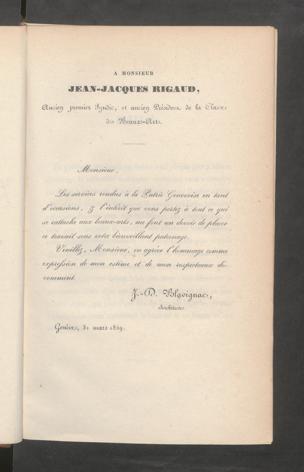 A MONSIEUR
JEAN-JACQUES RIGAUD,
Ancien premier Syndic, et ancien Président de la Classe
des Beaux-Arts.
Monsieur,
Les services rendus à la Patrie Genevoise en tant
d'occasions, & l'intérêt que vous portez à tout ce qui
se rattache aux beaux-arts, me font un devoir de placer
ce travail sous votre bienveillant patronage.
Veuillez, Monsieur, en agréer l'hommage comme
expression de mon estime et de mon respectueux dé-
vouement.
J.-D. Blavignac,
Architecte.
Genève, 31 mars 1849.